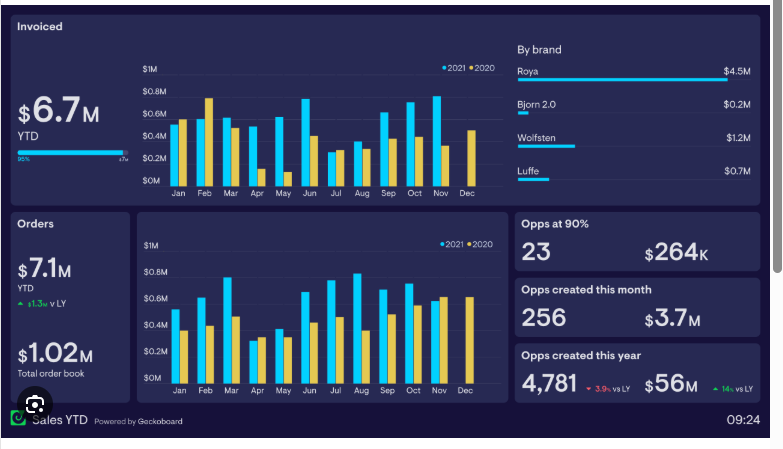 Invoiced
$6.7M
YTD
95%
$7M
$1M
$0.8M
$0.6M
$0.4M
$0.2M
$0M
2021 2020
Jan Feb Mar Apr May Jun Jul Aug Sep Oct Nov Dec
By brand
Roya $4.5M
Bjorn 2.0 $0.2M
Wolfsten $1.2M
Luffe $0.7M
Orders
$7.1M
YTD
$1.3M v LY
$1.02M
Total order book
$1M
$0.8M
$0.6M
$0.4M
$0.2M
$0M
2021 2020
Jan Feb Mar Apr May Jun Jul Aug Sep Oct Nov Dec
Opps at 90%
23 $264K
Opps created this month
256 $3.7M
Opps created this year
4,781 3.9% vs LY $56M 14% vs LY
Sales YTD Powered by Geckoboard
09:24